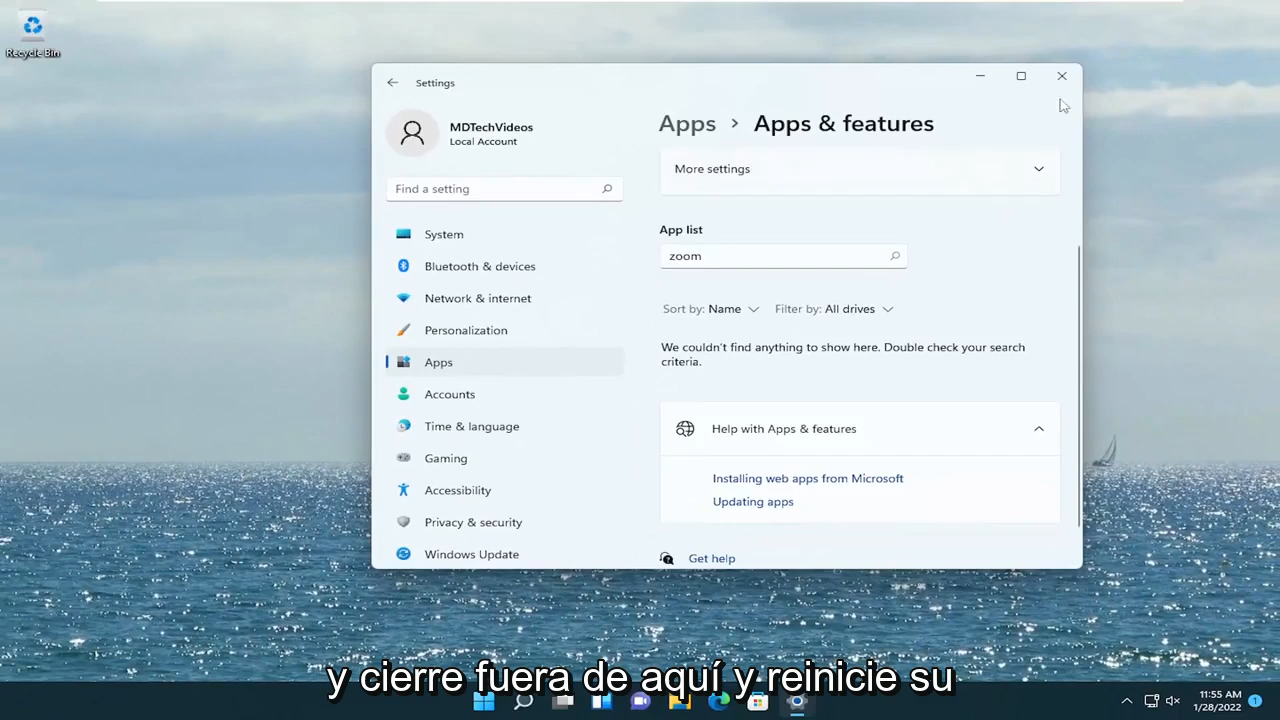 Recycle Bin
Settings
MDTechVideos
Local Account
Find a setting
System
Bluetooth & devices
Network & internet
Personalization
Apps
Accounts
Time & language
Gaming
Accessibility
Privacy & security
Windows Update
Apps > Apps & features
More settings
App list
zoom
Sort by: Name Filter by: All drives
We couldn't find anything to show here. Double check your search
criteria.
Help with Apps & features
Installing web apps from Microsoft
Updating apps
Get help
y cierre fuera de aquí y reinicie su
11:55 AM
1/28/2022
1